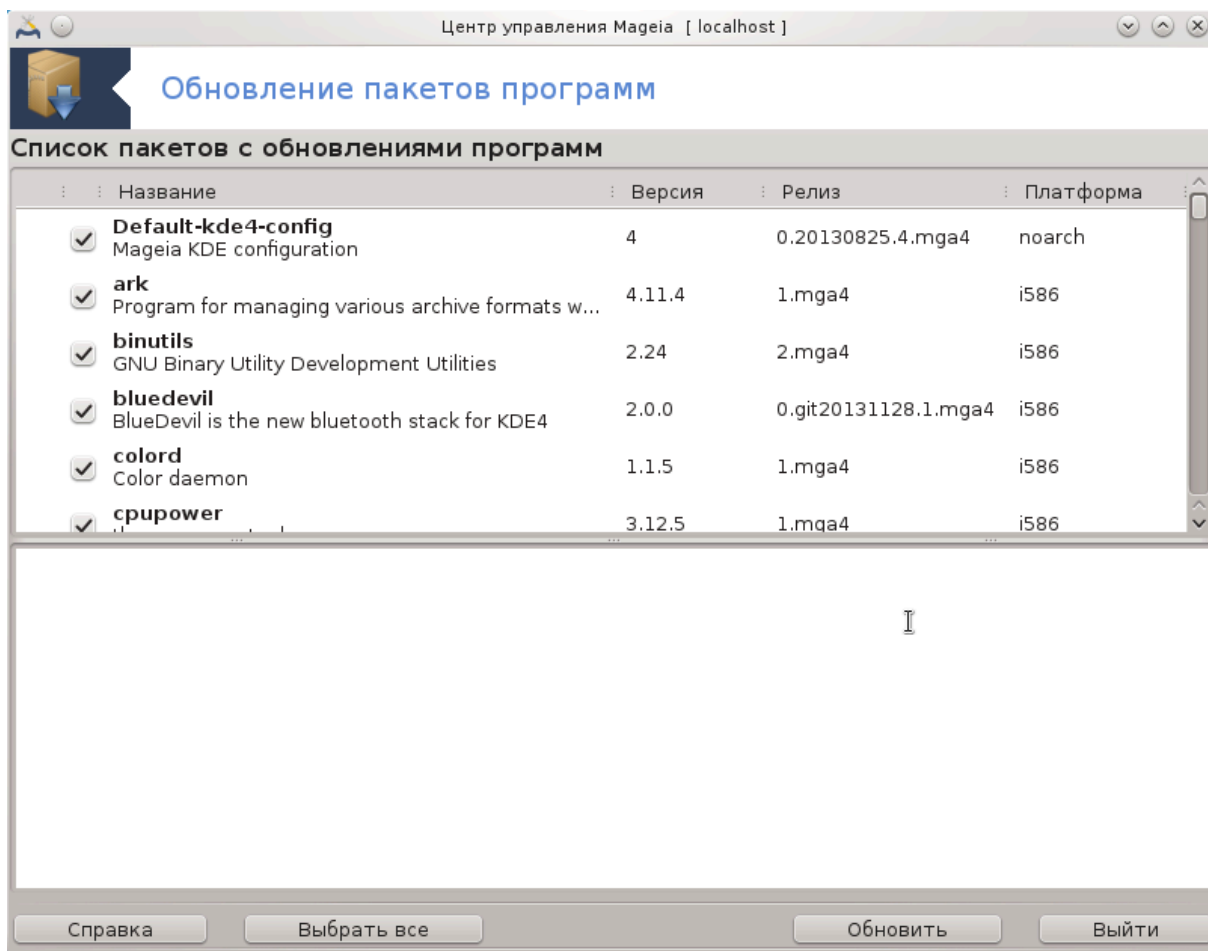 Центр управления Mageia [ localhost ]
Обновление пакетов программ
Список пакетов с обновлениями программ
Название Версия Релиз Платформа
Default-kde4-config
Mageia KDE configuration
4 0.20130825.4.mga4 noarch
ark
Program for managing various archive formats w...
4.11.4 1.mga4 i586
binutils
GNU Binary Utility Development Utilities
2.24 2.mga4 i586
bluedevil
BlueDevil is the new bluetooth stack for KDE4
2.0.0 0.git20131128.1.mga4 i586
colord
Color daemon
1.1.5 1.mga4 i586
cpupower
3.12.5 1.mga4 i586
Справка Выбрать все Обновить Выйти